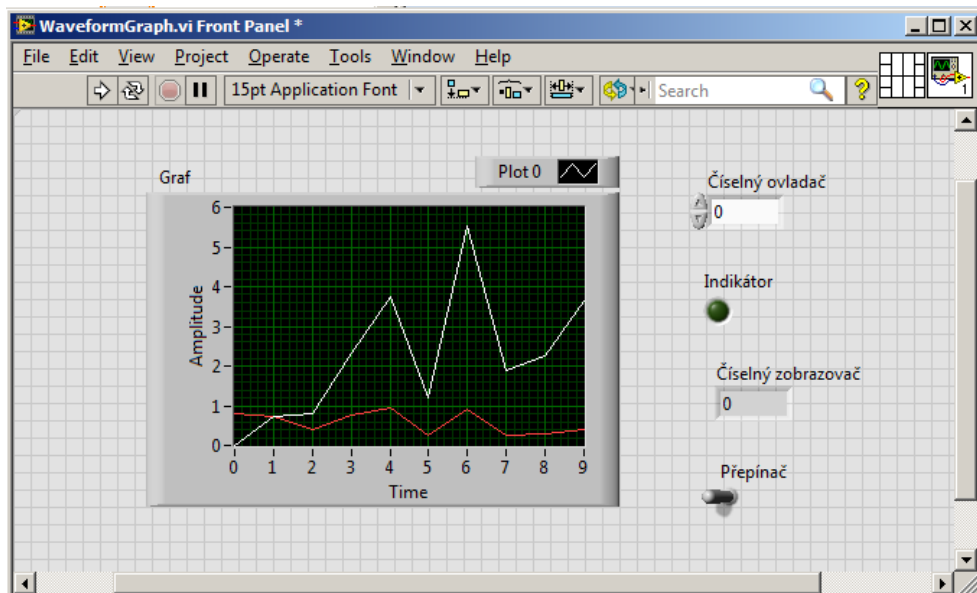 WaveformGraph.vi Front Panel *
File Edit View Project Operate Tools Window Help
15pt Application Font
Search
?
1
Graf
Plot 0
Číselný ovladač
0
6
5
4
3
2
1
0
Amplitude
0 1 2 3 4 5 6 7 8 9
Time
Indikátor
Číselný zobrazovač
0
Přepínač